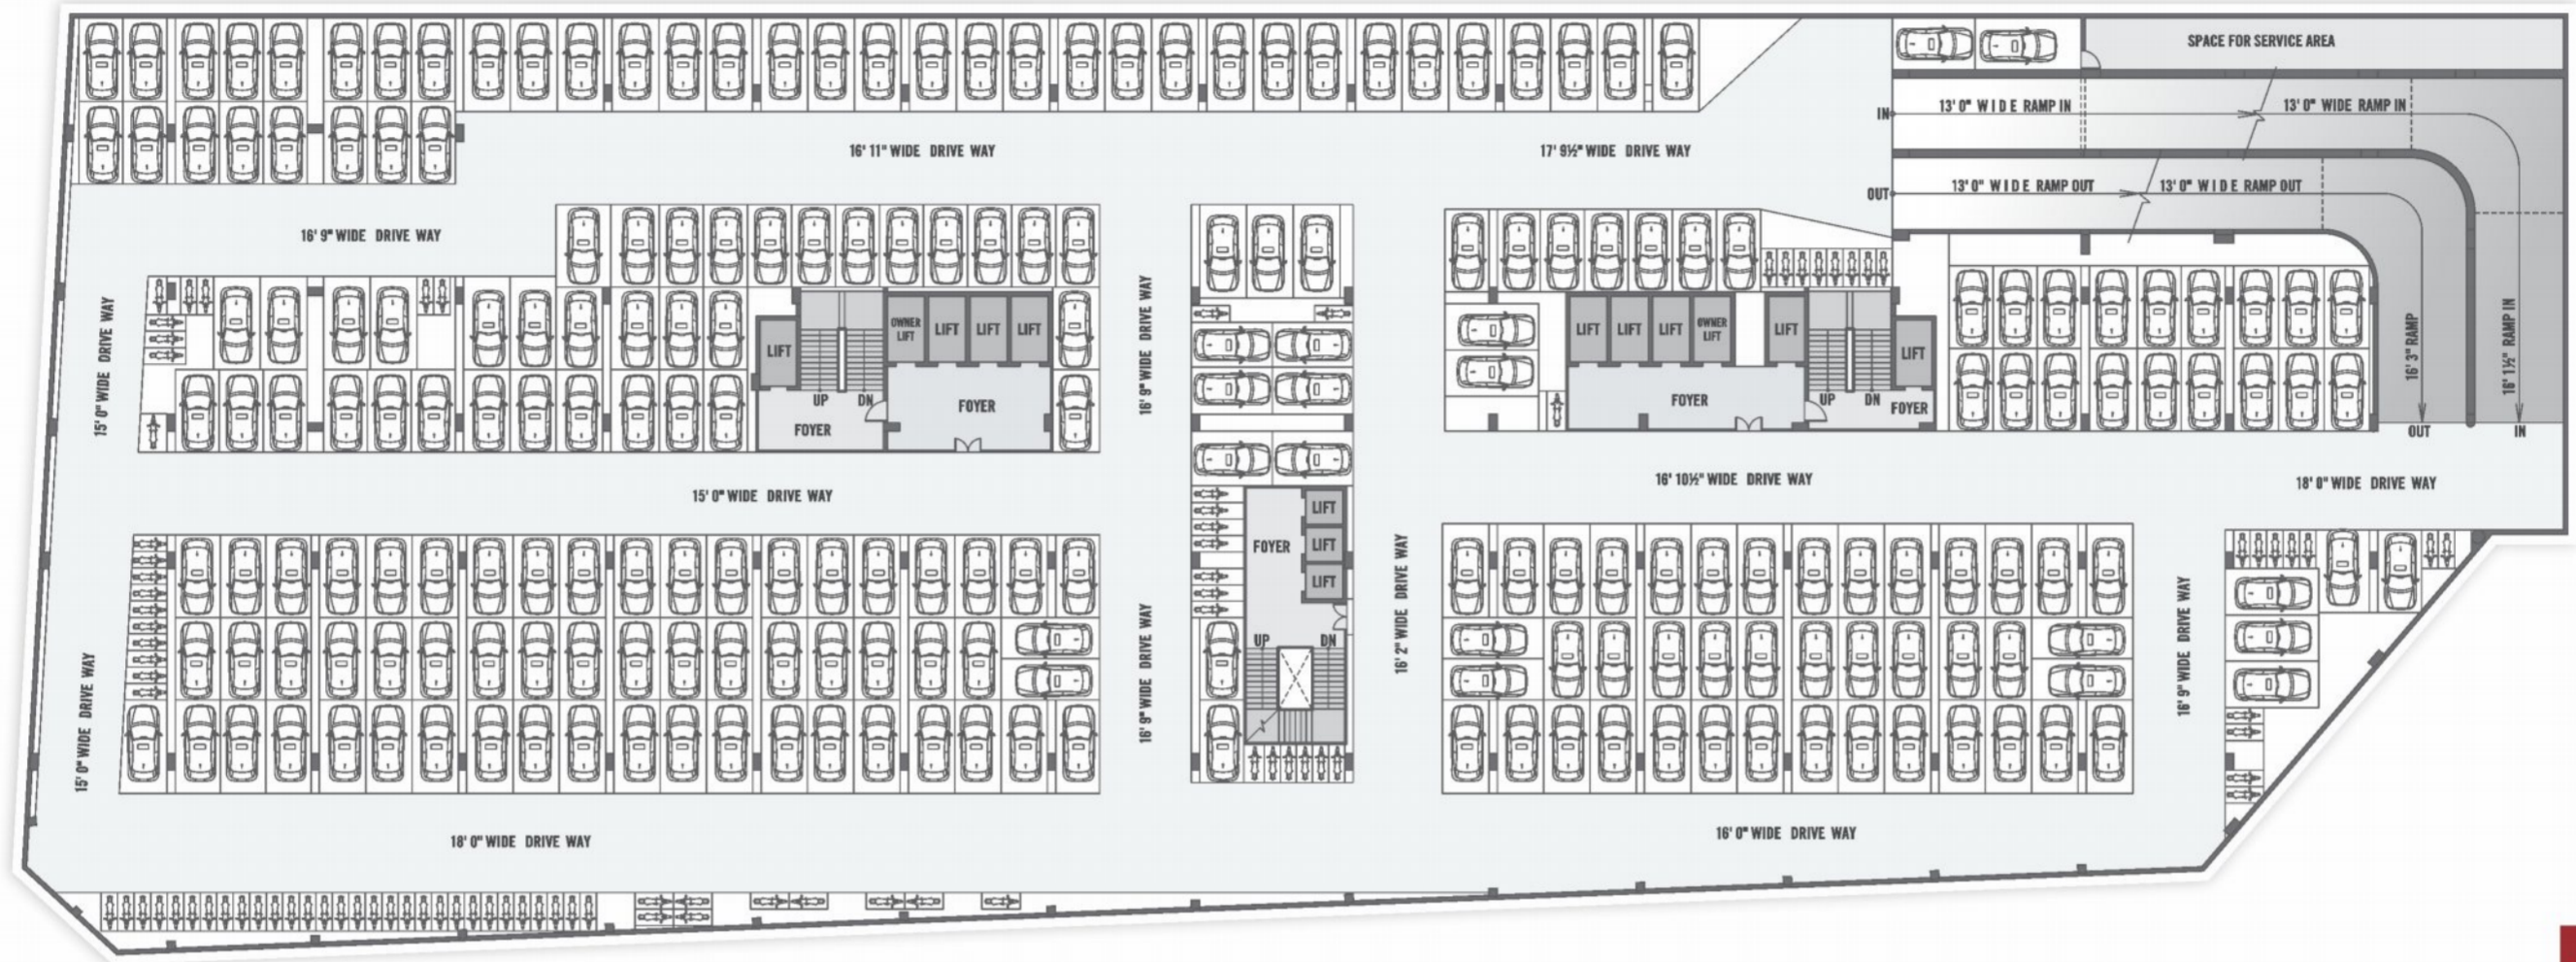 SPACE FOR SERVICE AREA
IN
13' 0" WIDE RAMP IN
13' 0" WIDE RAMP IN
16' 11" WIDE DRIVE WAY
17' 9½" WIDE DRIVE WAY
OUT
13' 0" WIDE RAMP OUT
13' 0" WIDE RAMP OUT
16' 9" WIDE DRIVE WAY
15' 0" WIDE DRIVE WAY
LIFT
UP
DN
FOYER
OWNER
LIFT
LIFT
LIFT
LIFT
FOYER
16' 9" WIDE DRIVE WAY
LIFT
LIFT
LIFT
OWNER
LIFT
LIFT
LIFT
FOYER
UP
DN
FOYER
16' 3" RAMP
16' 1½" RAMP IN
OUT
IN
15' 0" WIDE DRIVE WAY
16' 10½" WIDE DRIVE WAY
18' 0" WIDE DRIVE WAY
LIFT
FOYER
LIFT
LIFT
UP
DN
15' 0" WIDE DRIVE WAY
16' 9" WIDE DRIVE WAY
16' 2" WIDE DRIVE WAY
16' 9" WIDE DRIVE WAY
18' 0" WIDE DRIVE WAY
16' 0" WIDE DRIVE WAY